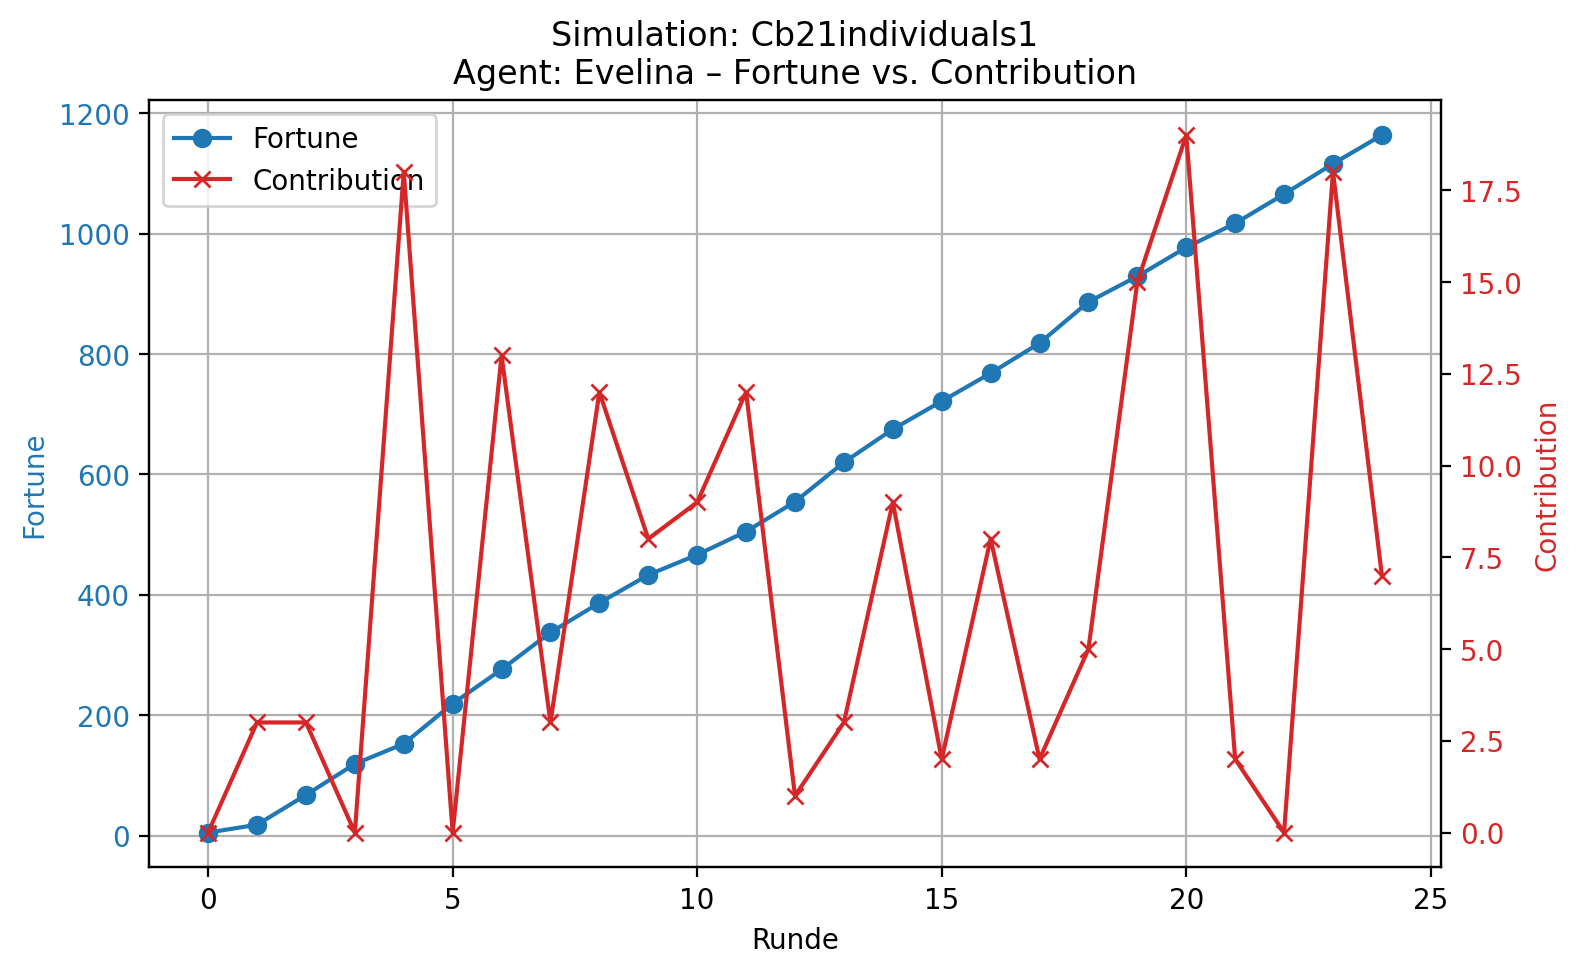 Simulation: Cb21individuals1
Agent: Evelina – Fortune vs. Contribution
Fortune
Contribution
1200
1000
800
600
400
200
0
Fortune
17.5
15.0
12.5
10.0
7.5
5.0
2.5
0.0
Contribution
0 5 10 15 20 25
Runde